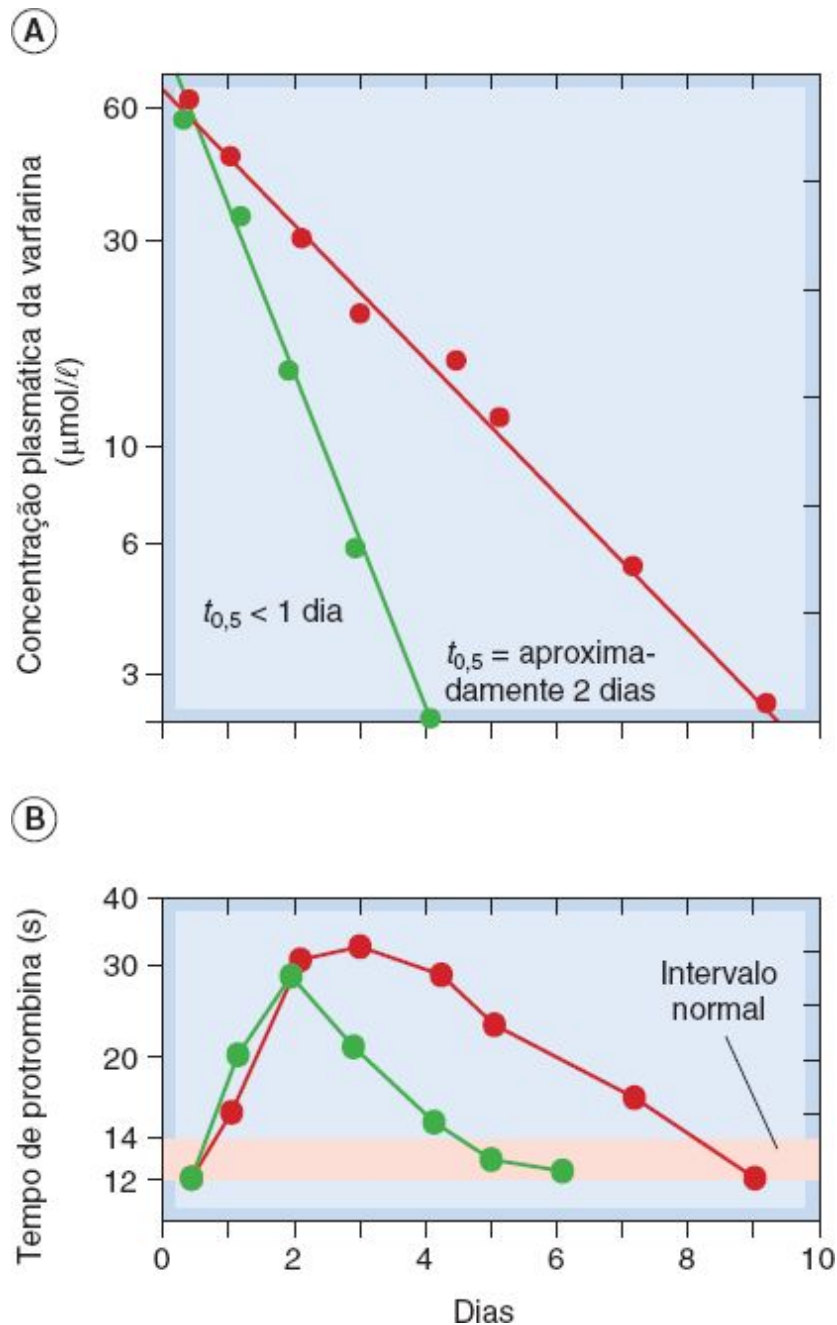 A
Concentração plasmática da varfarina
(μmol/ℓ)
60
30
10
6
3
t0,5 < 1 dia
t0,5 = aproxima-
damente 2 dias
B
Tempo de protrombina (s)
40
30
20
14
12
Intervalo
normal
0 2 4 6 8 10
Dias